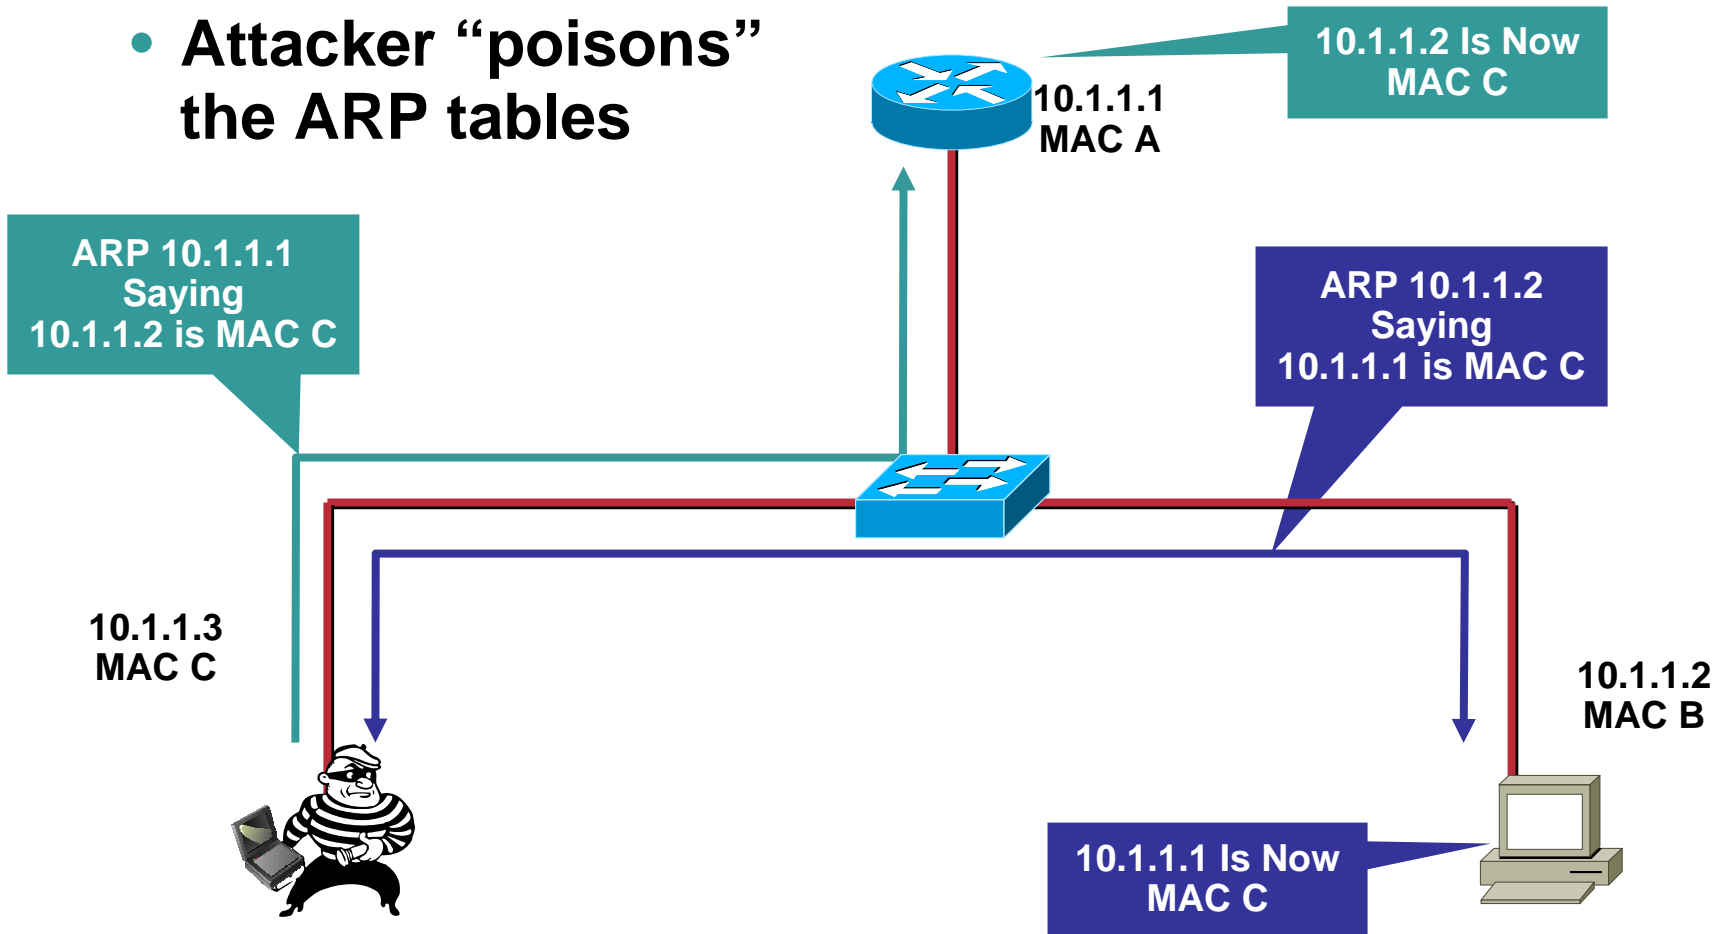 • Attacker “poisons”
the ARP tables
10.1.1.2 Is Now
MAC C
10.1.1.1
MAC A
ARP 10.1.1.1
Saying
10.1.1.2 is MAC C
ARP 10.1.1.2
Saying
10.1.1.1 is MAC C
10.1.1.3
MAC C
10.1.1.2
MAC B
10.1.1.1 Is Now
MAC C